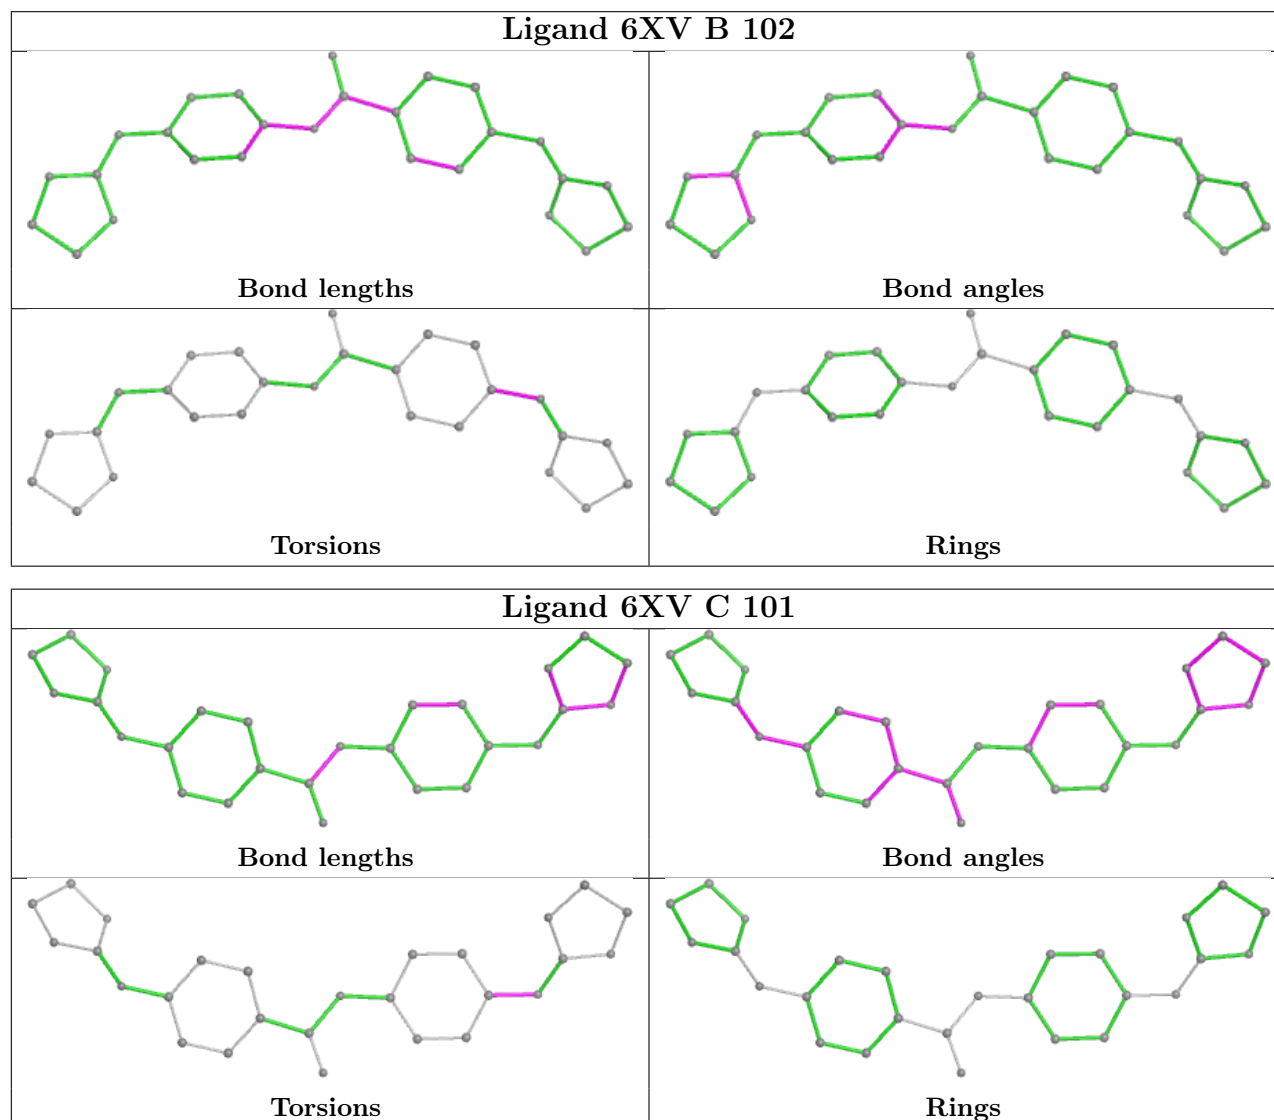 Ligand 6XV B 102
Bond lengths
Bond angles
Torsions
Rings
Ligand 6XV C 101
Bond lengths
Bond angles
Torsions
Rings